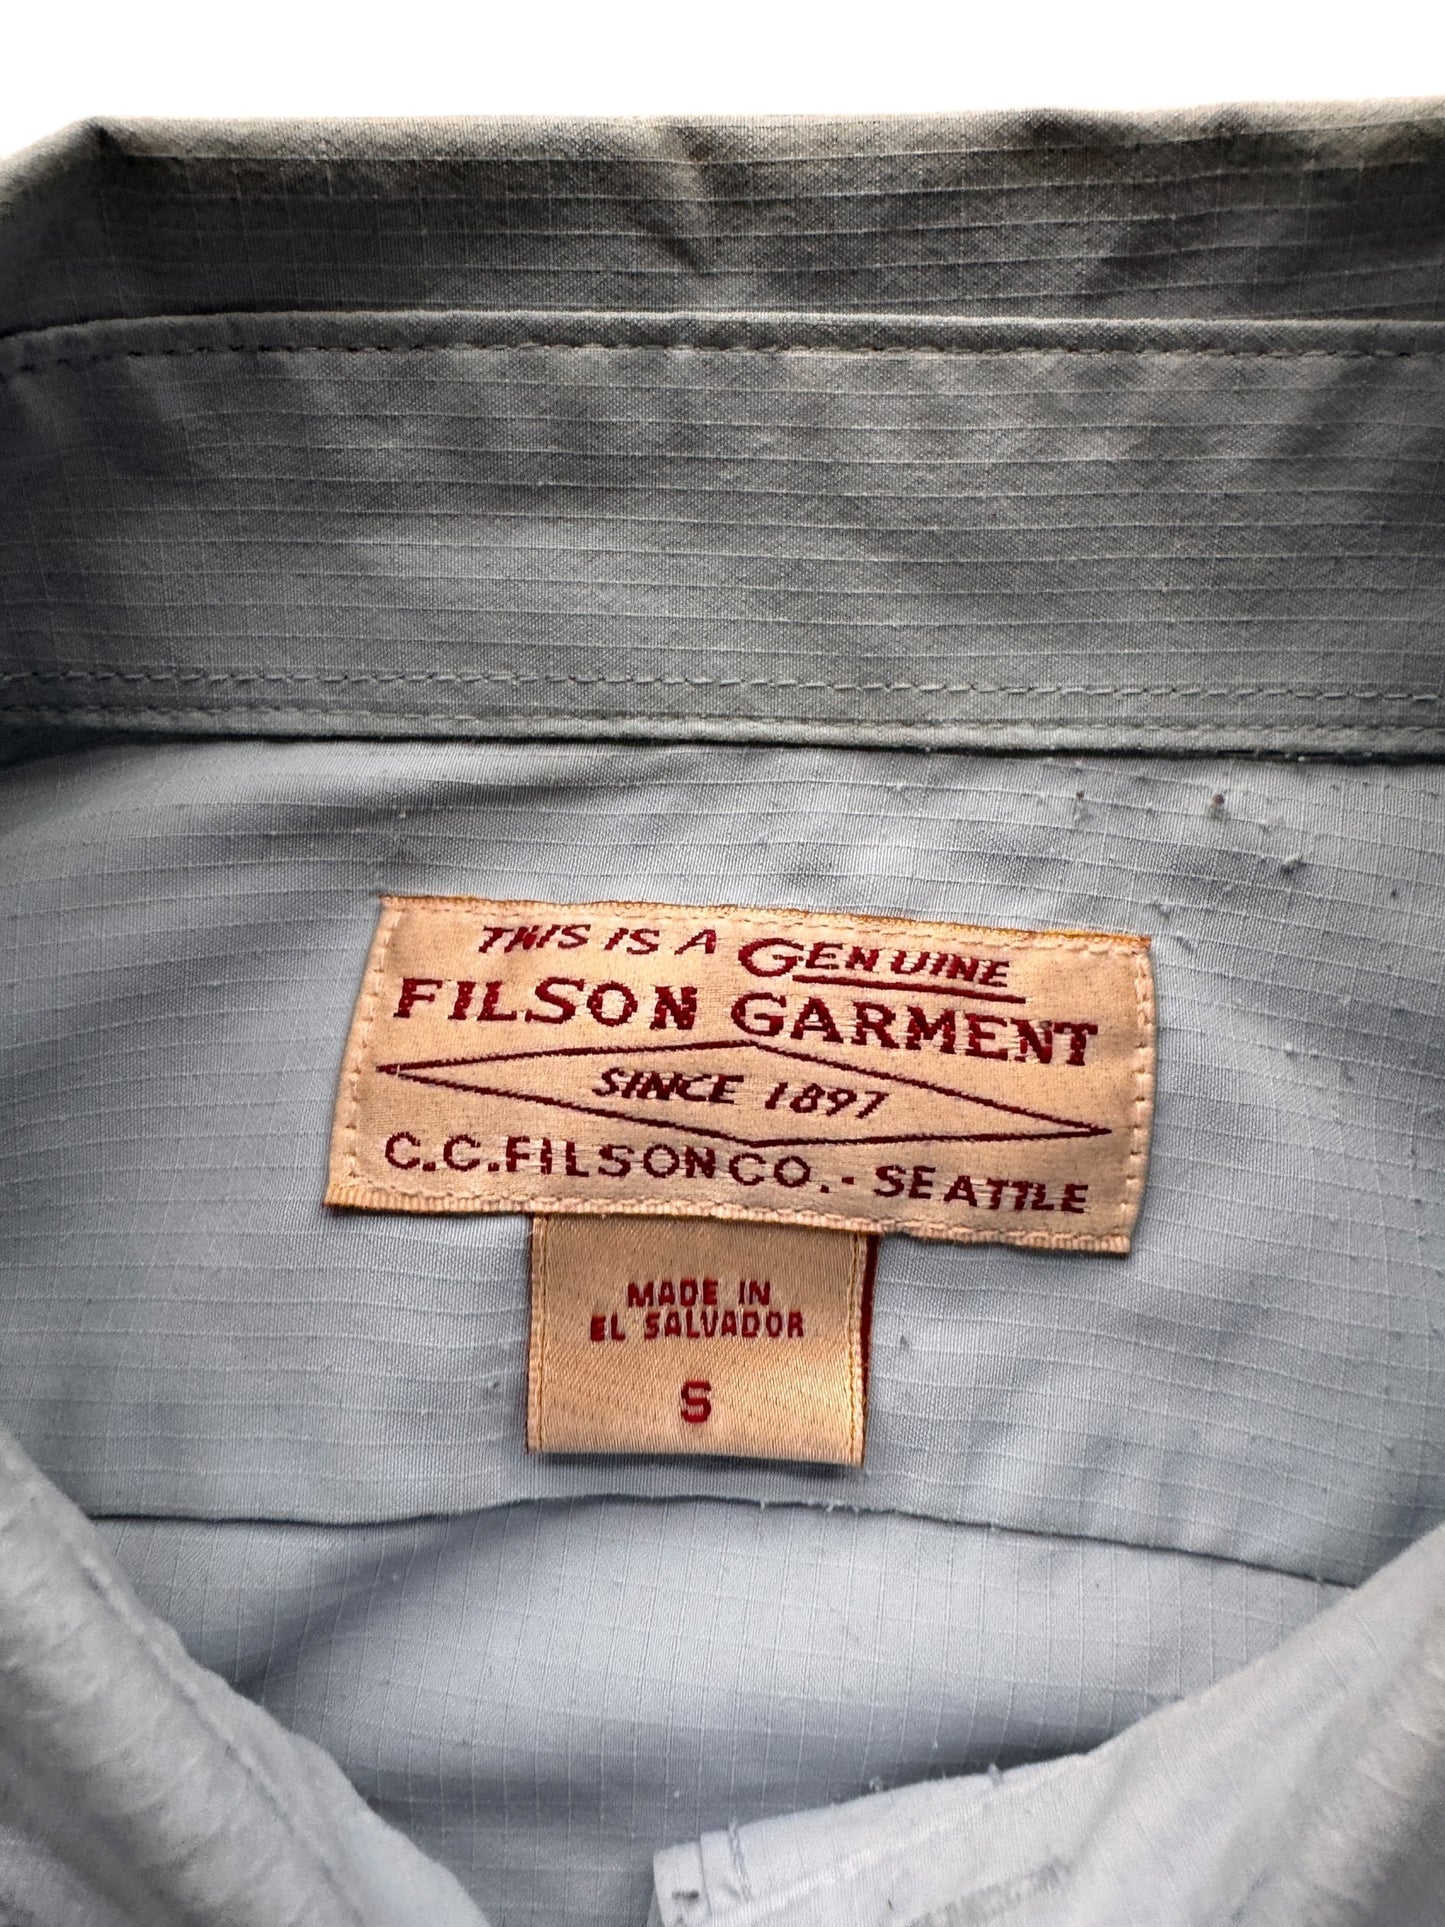 THIS IS A GENUINE
FILSON GARMENT
SINCE 1897
C.C.FILSON CO.-SEATTLE
MADE IN
EL SALVADOR
S